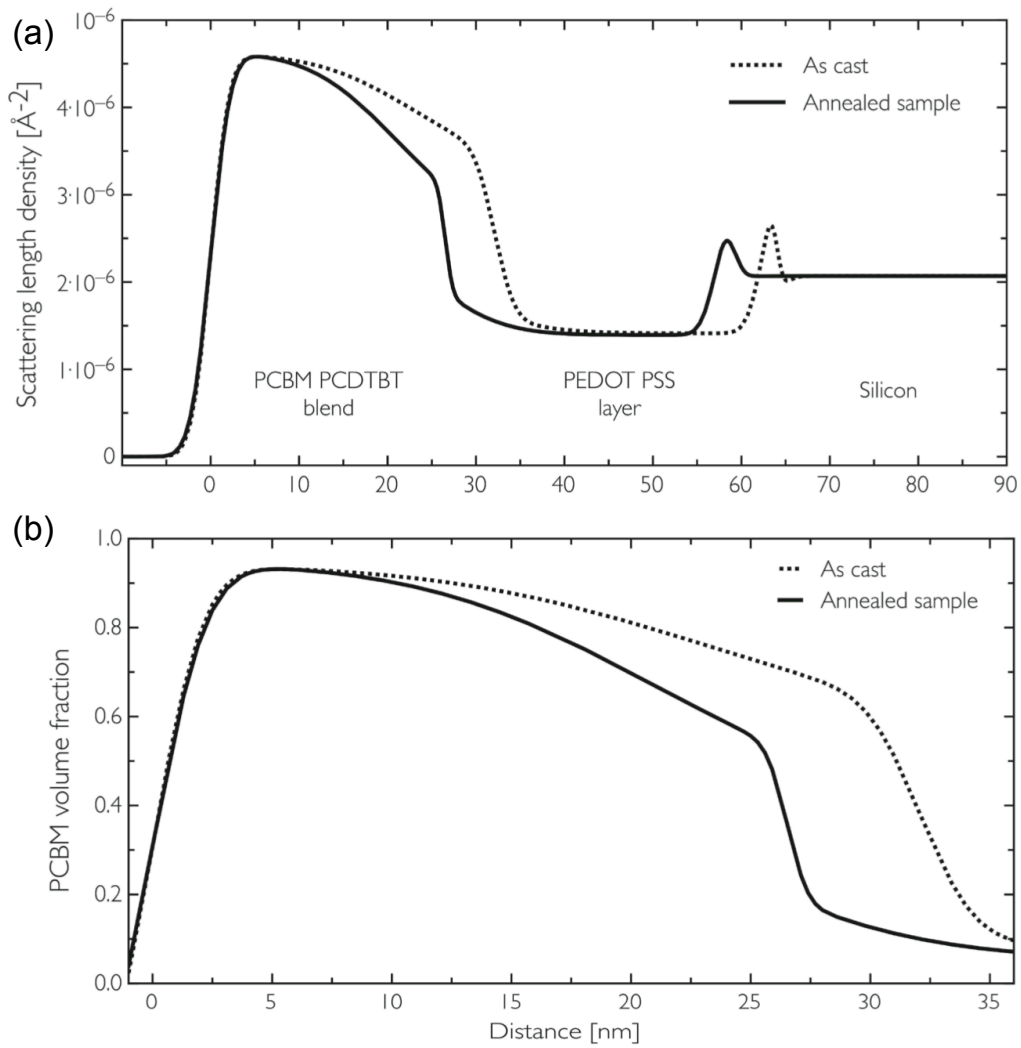 (a)
10⁻⁶
4·10⁻⁶
3·10⁻⁶
2·10⁻⁶
1·10⁻⁶
0
Scattering length density [Å⁻²]
As cast
Annealed sample
PCBM PCDTBT
blend
PEDOT PSS
layer
Silicon
0 10 20 30 40 50 60 70 80 90
(b)
1.0
0.8
0.6
0.4
0.2
0.0
PCBM volume fraction
As cast
Annealed sample
0 5 10 15 20 25 30 35
Distance [nm]